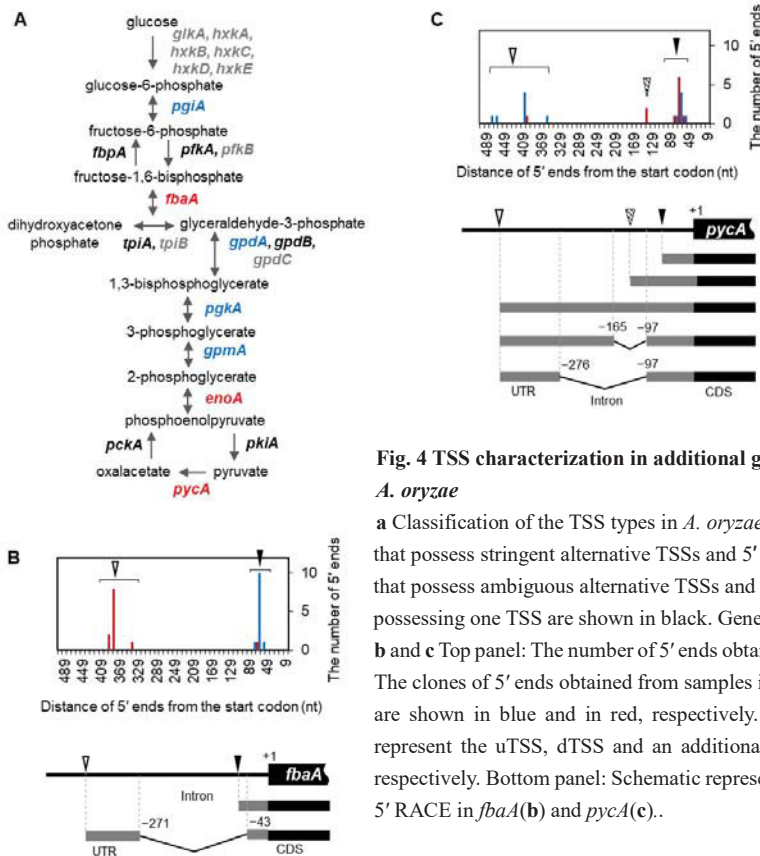 A
glucose
glkA, hxkA,
hxkB, hxkC,
hxkD, hxkE
glucose-6-phosphate
pgiA
fructose-6-phosphate
fbpA
pfkA, pfkB
fructose-1,6-bisphosphate
fbaA
dihydroxyacetone
phosphate
glyceraldehyde-3-phosphate
tpiA, tpiB
gpdA, gpdB,
gpdC
1,3-bisphosphoglycerate
pgkA
3-phosphoglycerate
gpmA
2-phosphoglycerate
enoA
phosphoenolpyruvate
pckA
pkiA
oxalacetate
pyruvate
pycA
B
10
5
0
The number of 5′ ends
489
449
409
369
329
289
249
209
169
129
89
49
9
Distance of 5′ ends from the start codon (nt)
+1
fbaA
Intron
−271
−43
UTR
CDS
C
10
5
0
The number of 5′ ends
489
449
409
369
329
289
249
209
169
129
89
49
9
Distance of 5′ ends from the start codon (nt)
+1
pycA
−165
−97
−276
−97
UTR
Intron
CDS
Fig. 4 TSS characterization in additional g
A. oryzae
a Classification of the TSS types in A. oryzae
that possess stringent alternative TSSs and 5′
that possess ambiguous alternative TSSs and
possessing one TSS are shown in black. Gene
b and c Top panel: The number of 5′ ends obtai
The clones of 5′ ends obtained from samples i
are shown in blue and in red, respectively.
represent the uTSS, dTSS and an additional
respectively. Bottom panel: Schematic represe
5′ RACE in fbaA(b) and pycA(c)..